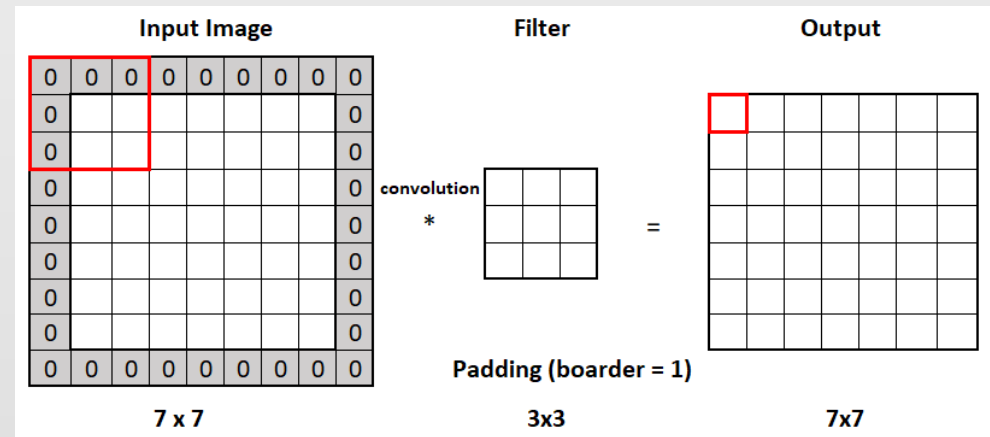 Input Image Filter Output
0 0 0 0 0 0 0 0 0
0 0
0 0
0 0 convolution
0 0 * =
0 0
0 0
0 0
0 0 0 0 0 0 0 0 0 Padding (boarder = 1)
7 x 7 3x3 7x7